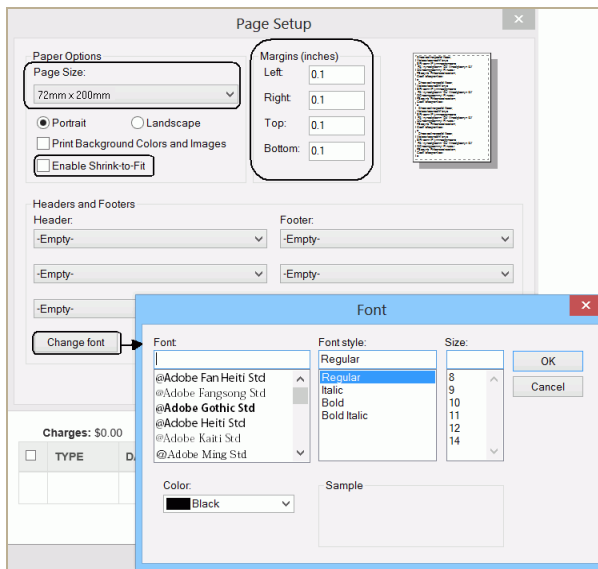 Page Setup
Paper Options
Page Size:
72mm x 200mm
Portrait
Landscape
Print Background Colors and Images
Enable Shrink-to-Fit
Margins (inches)
Left: 0.1
Right: 0.1
Top: 0.1
Bottom: 0.1
Headers and Footers
Header:
Footer:
-Empty-
-Empty-
-Empty-
-Empty-
-Empty-
Change font
Font
Font:
Font style:
Size:
Regular
OK
Cancel
@Adobe Fan Heiti Std
@Adobe Fangsong Std
@Adobe Gothic Std
@Adobe Heiti Std
@Adobe Kaiti Std
@Adobe Ming Std
Regular
Italic
Bold
Bold Italic
8
9
10
11
12
14
Color:
Black
Sample
Charges: $0.00
TYPE